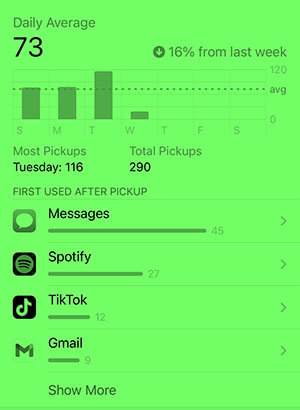 Daily Average
73
16% from last week
120
avg
0
S M T W T F S
Most Pickups Total Pickups
Tuesday: 116 290
FIRST USED AFTER PICKUP
Messages
45
Spotify
27
TikTok
12
Gmail
9
Show More